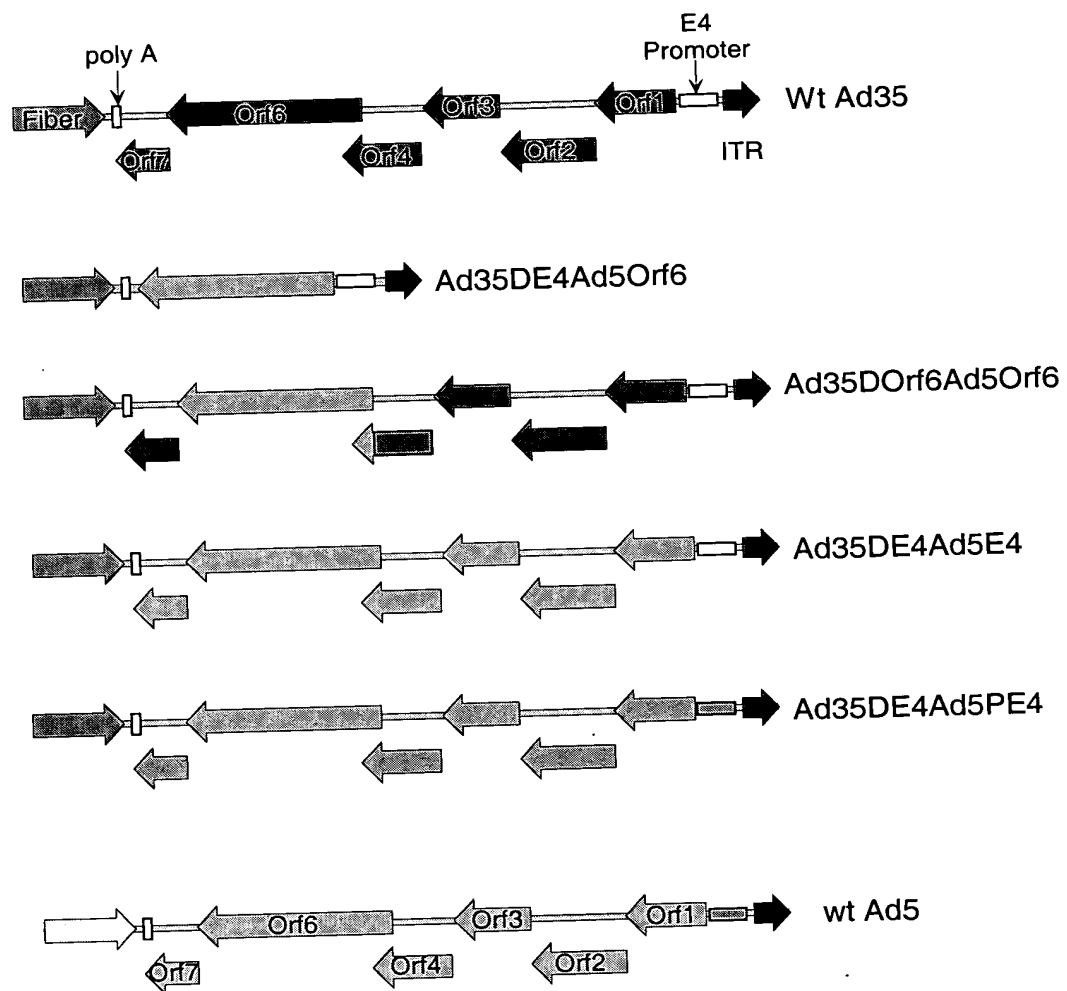 E4
Promoter
poly A
Fiber
Orf6
Orf3
Orf1
Wt Ad35
Orf7
Orf4
Orf2
ITR
Ad35DE4Ad5Orf6
Ad35DOrf6Ad5Orf6
Ad35DE4Ad5E4
Ad35DE4Ad5PE4
Orf6
Orf3
Orf1
wt Ad5
Orf7
Orf4
Orf2